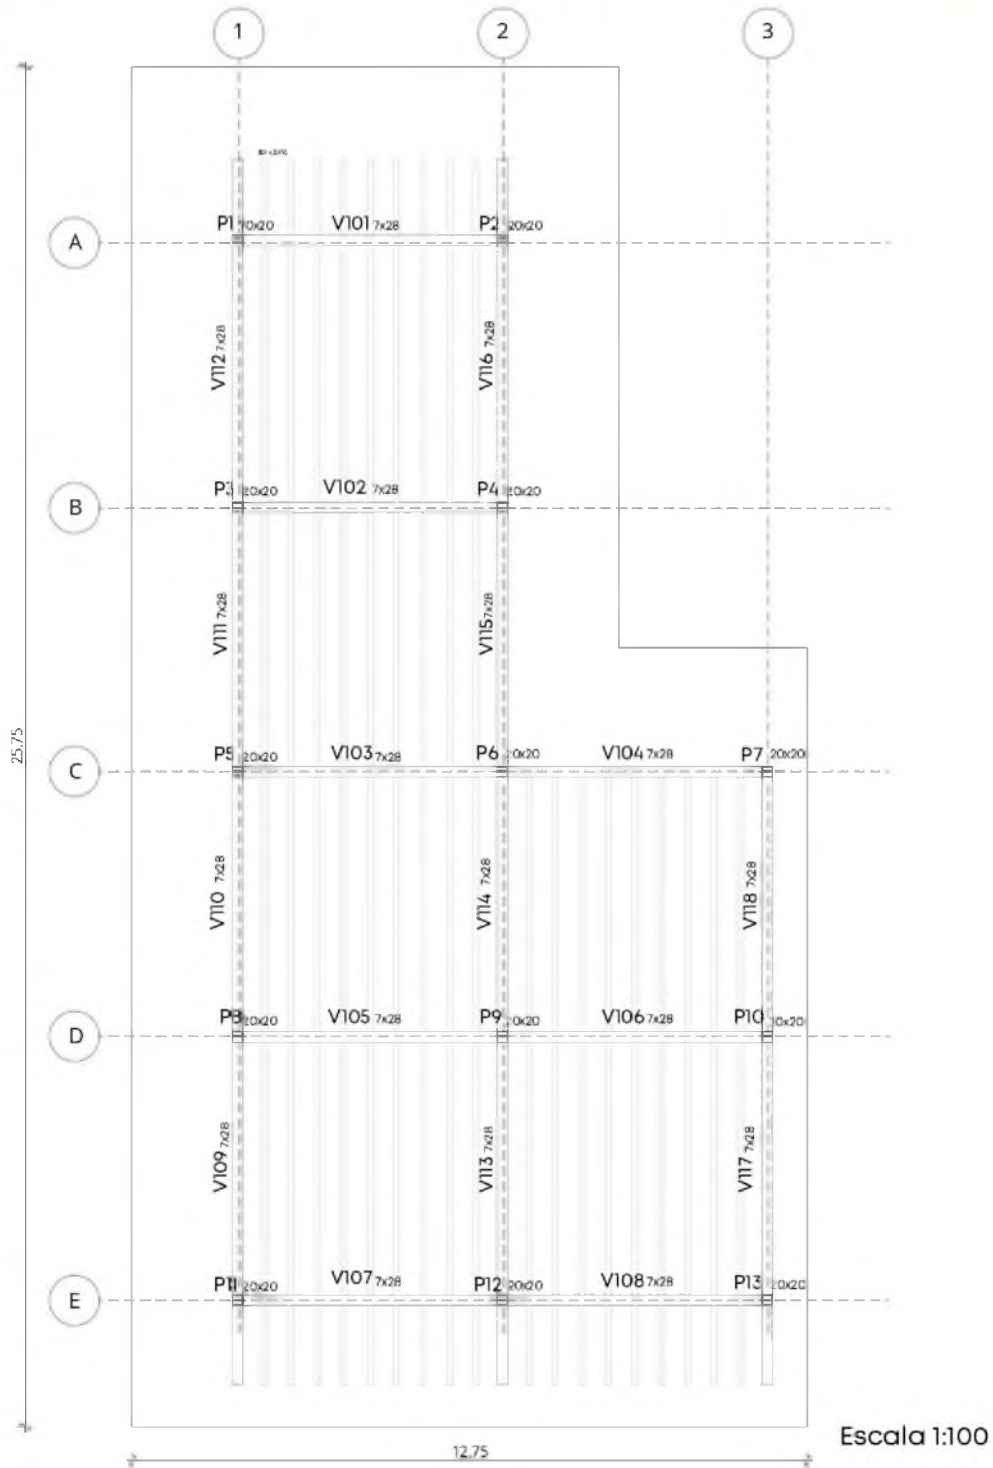 1 2 3
P1 20x20 V101 7x28 P2 20x20
A
V112 7x28 V116 7x28
P3 20x20 V102 7x28 P4 20x20
B
V111 7x28 V115 7x28
25.75
P5 20x20 V103 7x28 P6 20x20 V104 7x28 P7 20x20
C
V110 7x28 V114 7x28 V118 7x28
P8 20x20 V105 7x28 P9 20x20 V106 7x28 P10 20x20
D
V109 7x28 V113 7x28 V117 7x28
P11 20x20 V107 7x28 P12 20x20 V108 7x28 P13 20x20
E
Escala 1:100
12.75